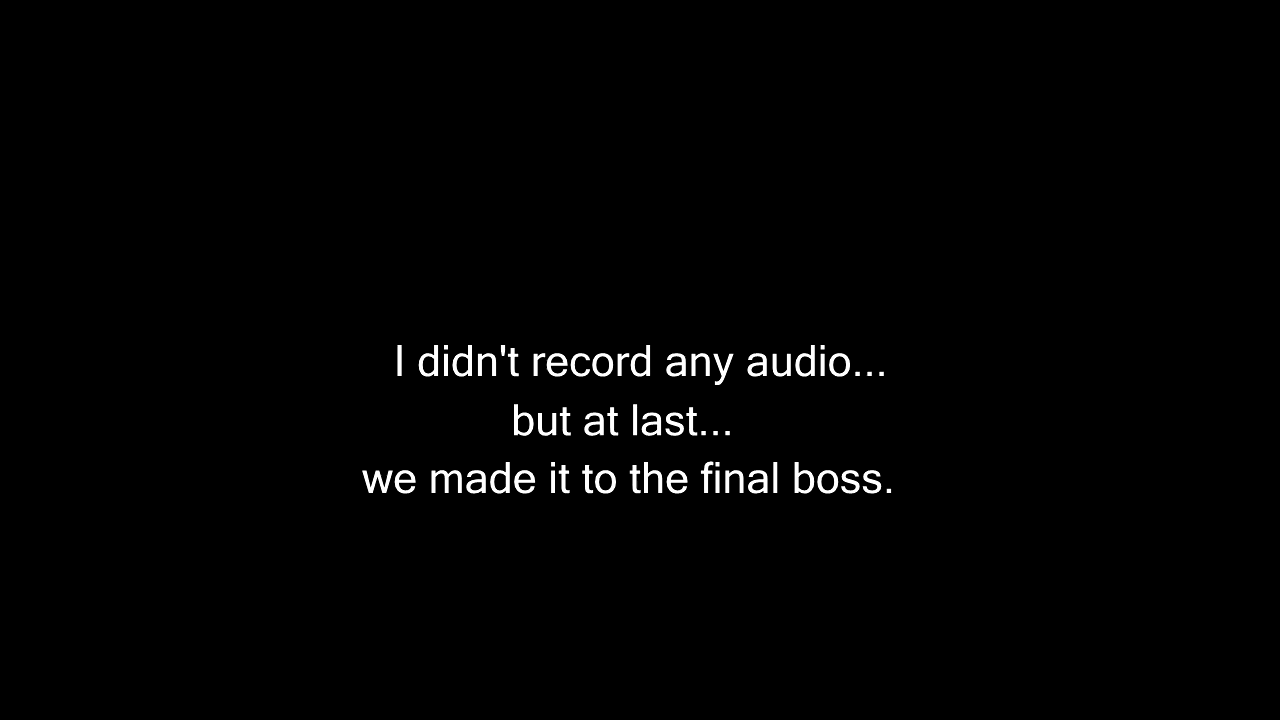 I didn't record any audio...
but at last...
we made it to the final boss.